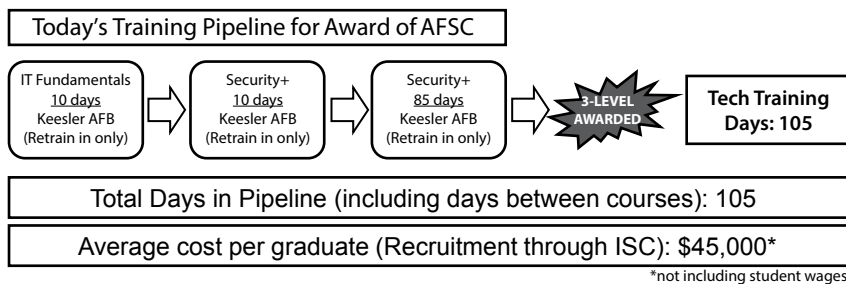 Today’s Training Pipeline for Award of AFSC
IT Fundamentals
10 days
Keesler AFB
(Retrain in only)
Security+
10 days
Keesler AFB
(Retrain in only)
Security+
85 days
Keesler AFB
(Retrain in only)
3-LEVEL
AWARDED
Tech Training
Days: 105
Total Days in Pipeline (including days between courses): 105
Average cost per graduate (Recruitment through ISC): $45,000*
*not including student wages